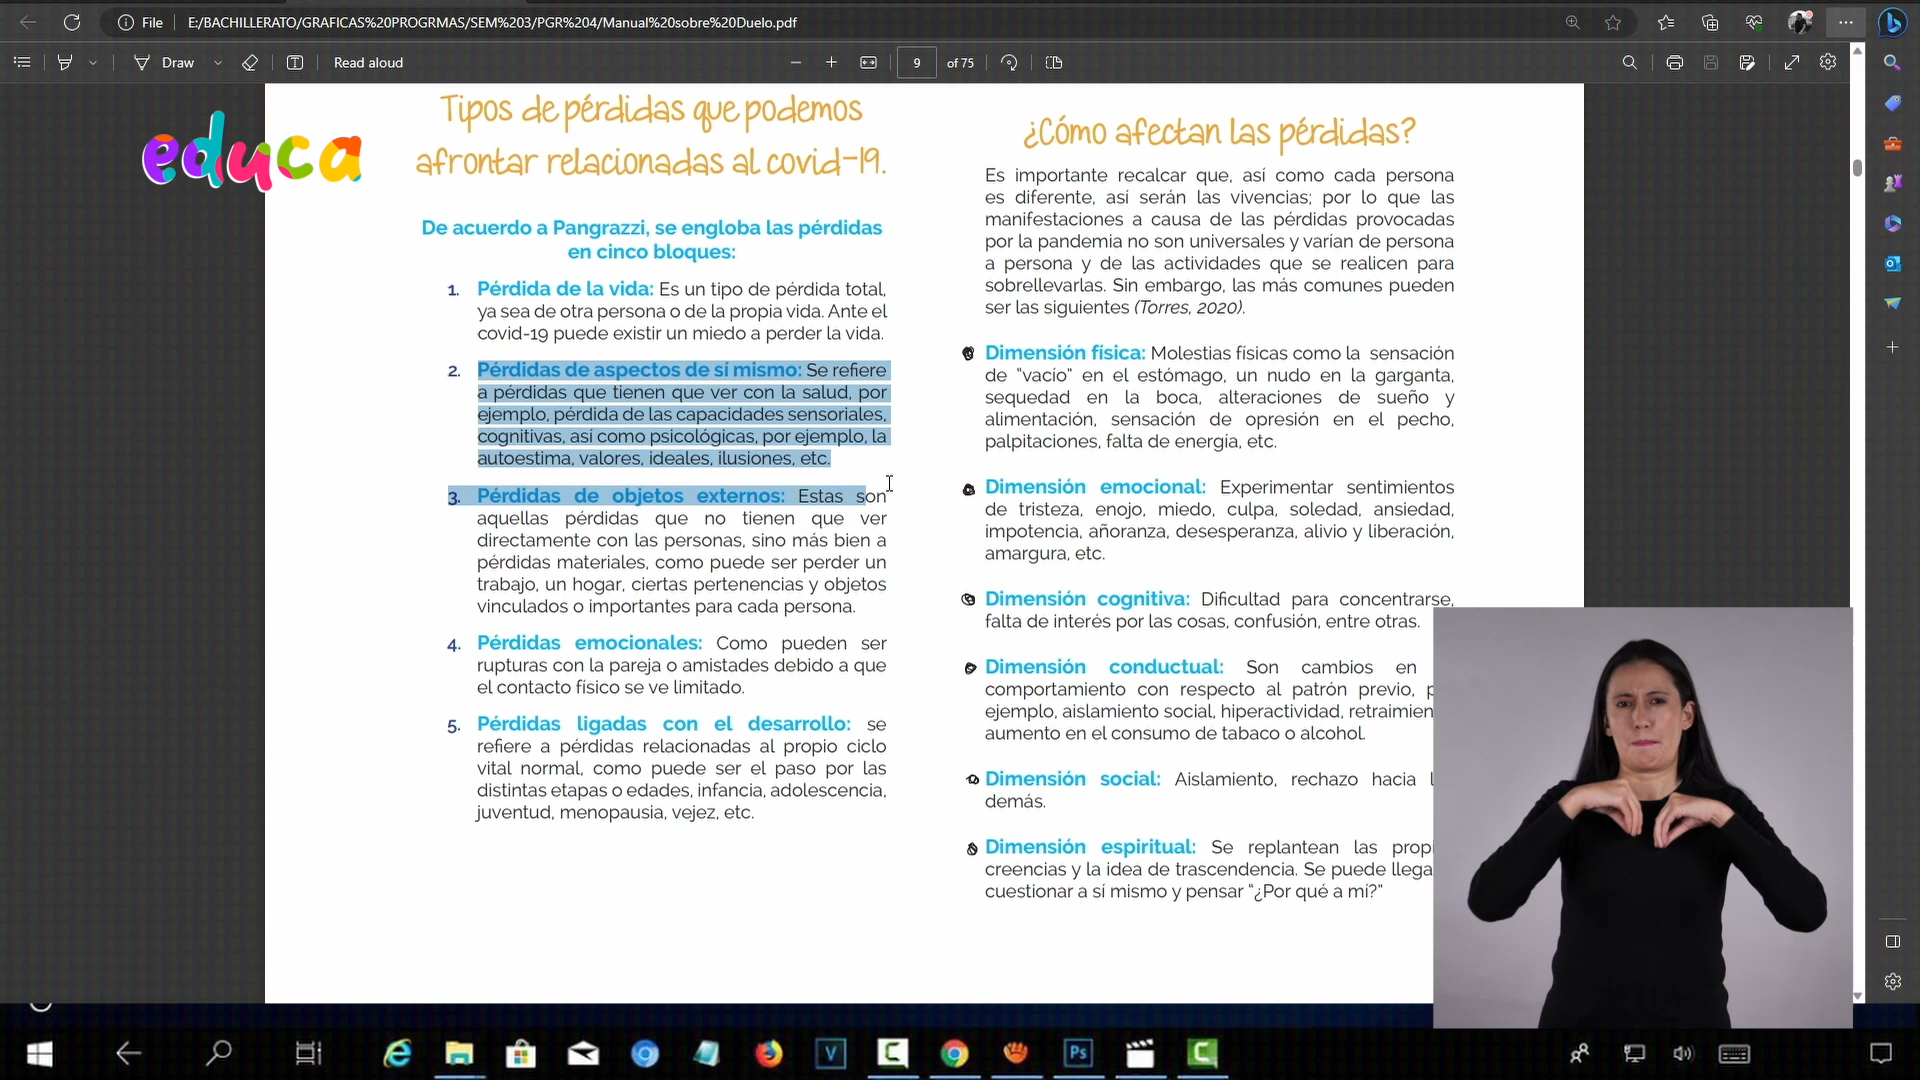 File
E:/BACHILLERATO/GRAFICAS%20PROGRMAS/SEM%203/PGR%204/Manual%20sobre%20Duelo.pdf
Draw
Read aloud
9 of 75
educa
Tipos de pérdidas que podemos
afrontar relacionadas al covid-19.
De acuerdo a Pangrazzi, se engloba las pérdidas
en cinco bloques:
1. Pérdida de la vida: Es un tipo de pérdida total,
ya sea de otra persona o de la propia vida. Ante el
covid-19 puede existir un miedo a perder la vida.
2. Pérdidas de aspectos de sí mismo: Se refiere
a pérdidas que tienen que ver con la salud, por
ejemplo, pérdida de las capacidades sensoriales,
cognitivas, así como psicológicas, por ejemplo, la
autoestima, valores, ideales, ilusiones, etc.
3. Pérdidas de objetos externos: Estas son
aquellas pérdidas que no tienen que ver
directamente con las personas, sino más bien a
pérdidas materiales, como puede ser perder un
trabajo, un hogar, ciertas pertenencias y objetos
vinculados o importantes para cada persona.
4. Pérdidas emocionales: Como pueden ser
rupturas con la pareja o amistades debido a que
el contacto físico se ve limitado.
5. Pérdidas ligadas con el desarrollo: se
refiere a pérdidas relacionadas al propio ciclo
vital normal, como puede ser el paso por las
distintas etapas o edades, infancia, adolescencia,
juventud, menopausia, vejez, etc.
¿Cómo afectan las pérdidas?
Es importante recalcar que, así como cada persona
es diferente, así serán las vivencias; por lo que las
manifestaciones a causa de las pérdidas provocadas
por la pandemia no son universales y varían de persona
a persona y de las actividades que se realicen para
sobrellevarlas. Sin embargo, las más comunes pueden
ser las siguientes (Torres, 2020).
Dimensión física: Molestias físicas como la sensación
de "vacío" en el estómago, un nudo en la garganta,
sequedad en la boca, alteraciones de sueño y
alimentación, sensación de opresión en el pecho,
palpitaciones, falta de energía, etc.
Dimensión emocional: Experimentar sentimientos
de tristeza, enojo, miedo, culpa, soledad, ansiedad,
impotencia, añoranza, desesperanza, alivio y liberación,
amargura, etc.
Dimensión cognitiva: Dificultad para concentrarse,
falta de interés por las cosas, confusión, entre otras.
Dimensión conductual: Son cambios en
comportamiento con respecto al patrón previo, p
ejemplo, aislamiento social, hiperactividad, retraimien
aumento en el consumo de tabaco o alcohol.
Dimensión social: Aislamiento, rechazo hacia l
demás.
Dimensión espiritual: Se replantean las propi
creencias y la idea de trascendencia. Se puede llega
cuestionar a sí mismo y pensar "¿Por qué a mí?"
V
Ps